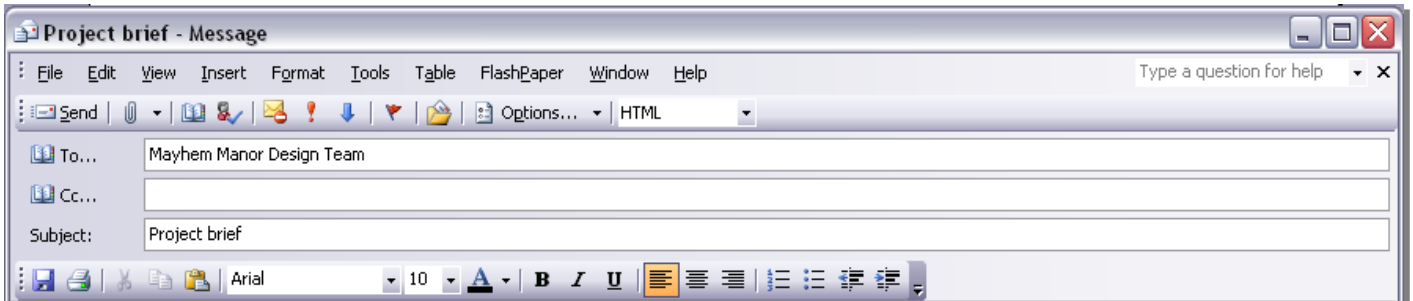 Project brief - Message
File Edit View Insert Format Tools Table FlashPaper Window Help Type a question for help
Send Options... HTML
To... Mayhem Manor Design Team
Cc...
Subject: Project brief
Arial 10 A B I U